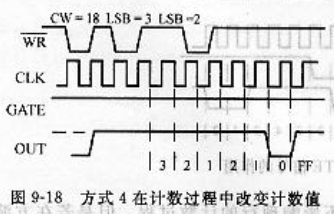 CW = 18 LSB = 3 LSB = 2
WR
CLK
GATE
OUT
3 2 1 2 1 0 FF
图 9-18 方式 4 在计数过程中改变计数值